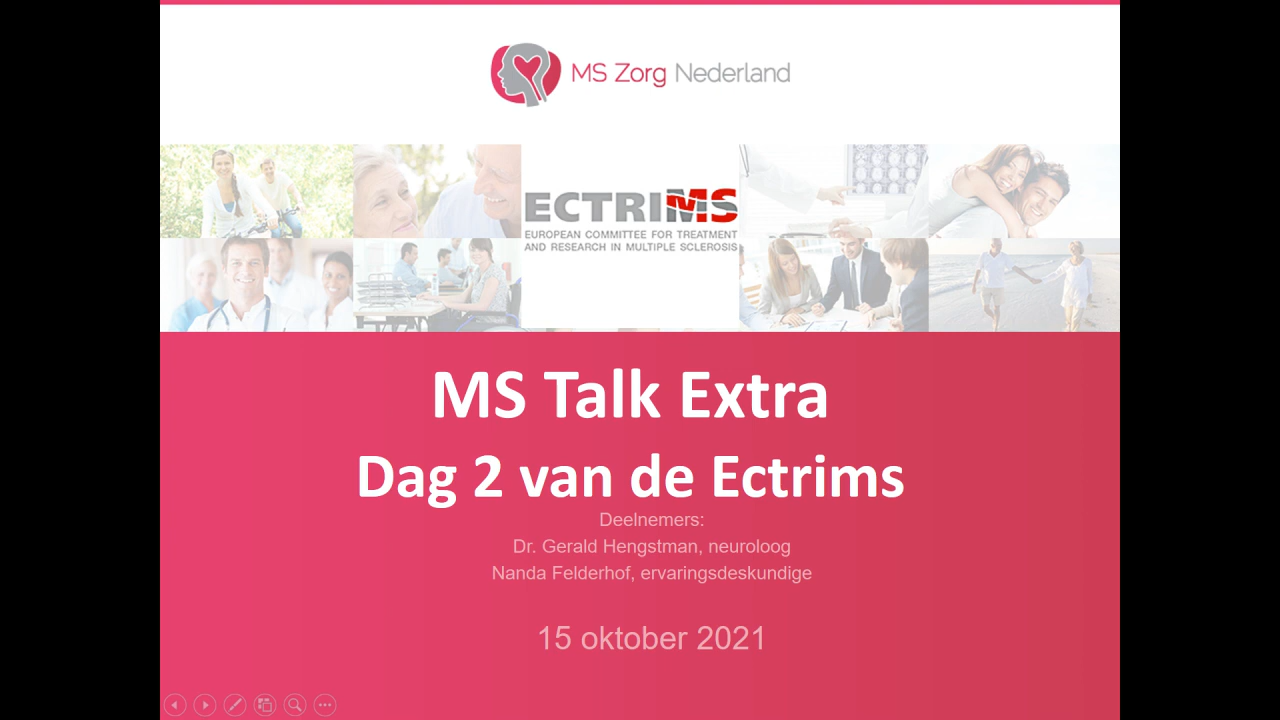 MS Zorg Nederland
ECTRIMS
EUROPEAN COMMITTEE FOR TREATMENT
AND RESEARCH IN MULTIPLE SCLEROSIS
MS Talk Extra
Dag 2 van de Ectrims
Deelnemers:
Dr. Gerald Hengstman, neuroloog
Nanda Felderhof, ervaringsdeskundige
15 oktober 2021